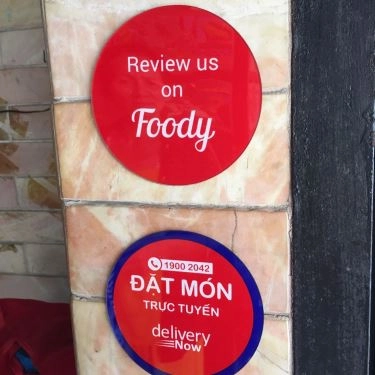 Review us
on
Foody
1900 2042
ĐẶT MÓN
TRỰC TUYẾN
delivery
Now